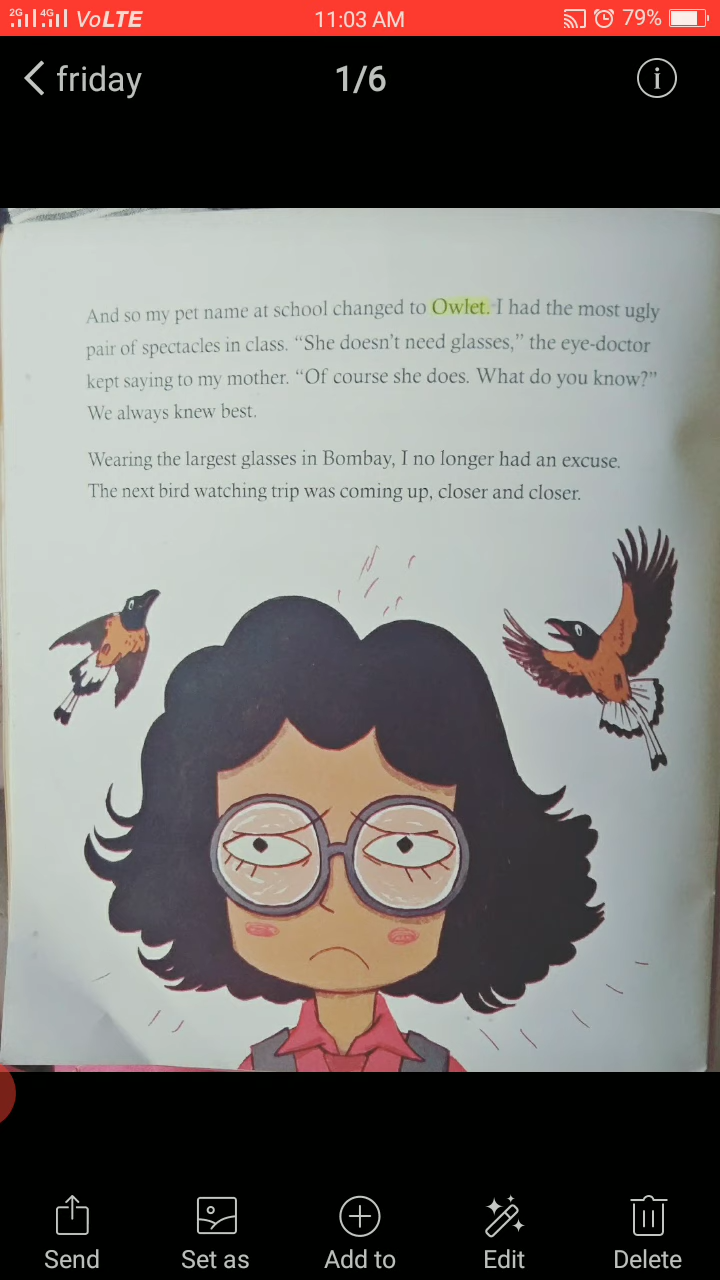 2G 4G VoLTE 11:03 AM 79%
friday 1/6 i
And so my pet name at school changed to Owlet. I had the most ugly
pair of spectacles in class. “She doesn’t need glasses,” the eye-doctor
kept saying to my mother. “Of course she does. What do you know?”
We always knew best.
Wearing the largest glasses in Bombay, I no longer had an excuse.
The next bird watching trip was coming up, closer and closer.
Send Set as Add to Edit Delete